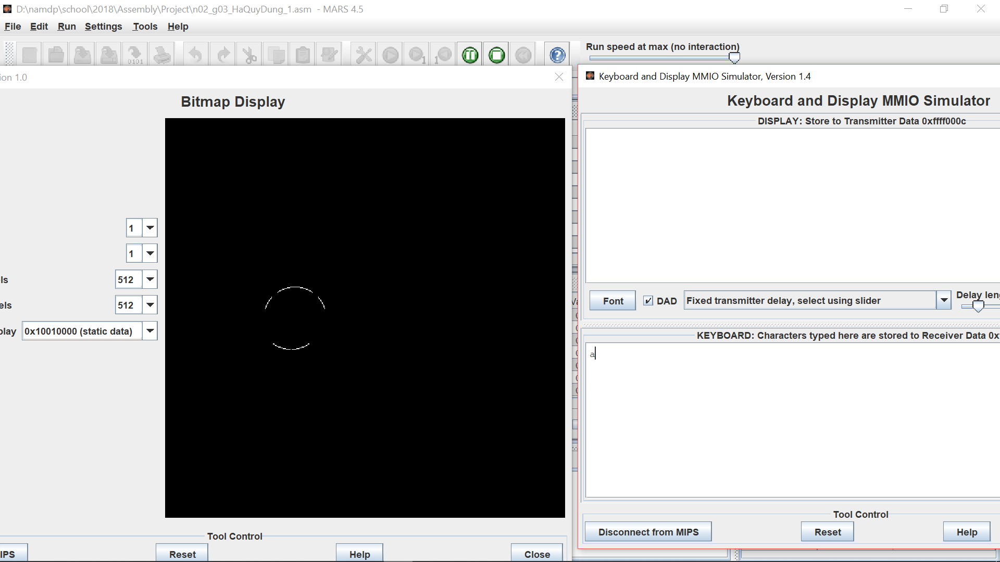 D:\namdp\school\2018\Assembly\Project\n02_g03_HaQuyDung_1.asm - MARS 4.5
File Edit Run Settings Tools Help
Run speed at max (no interaction)
0101
1
1
ion 1.0
Bitmap Display
1
1
ls 512
els 512
play 0x10010000 (static data)
Tool Control
IPS Reset Help Close
Keyboard and Display MMIO Simulator, Version 1.4
Keyboard and Display MMIO Simulator
DISPLAY: Store to Transmitter Data 0xffff000c
Font DAD Fixed transmitter delay, select using slider Delay leng
KEYBOARD: Characters typed here are stored to Receiver Data 0x
a
Tool Control
Disconnect from MIPS Reset Help